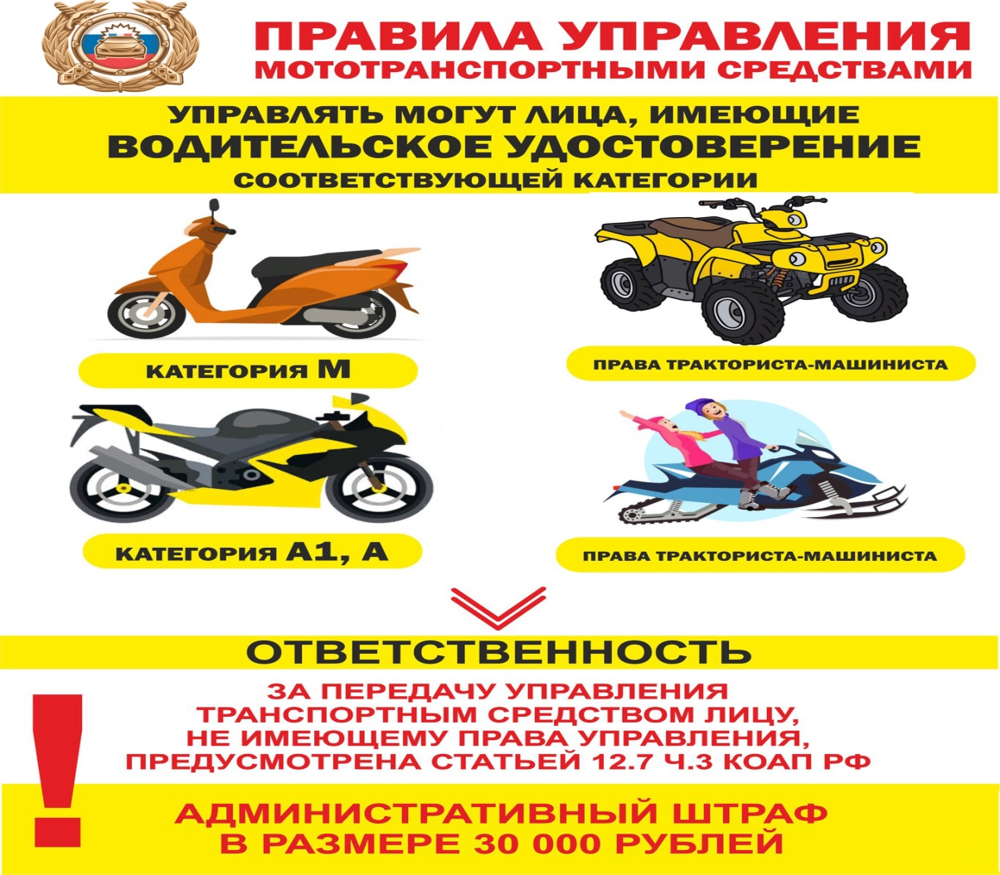 ПРАВИЛА УПРАВЛЕНИЯ
МОТОТРАНСПОРТНЫМИ СРЕДСТВАМИ
УПРАВЛЯТЬ МОГУТ ЛИЦА, ИМЕЮЩИЕ
ВОДИТЕЛЬСКОЕ УДОСТОВЕРЕНИЕ
СООТВЕТСТВУЮЩЕЙ КАТЕГОРИИ
КАТЕГОРИЯ М
ПРАВА ТРАКТОРИСТА-МАШИНИСТА
КАТЕГОРИЯ А1, А
ПРАВА ТРАКТОРИСТА-МАШИНИСТА
ОТВЕТСТВЕННОСТЬ
ЗА ПЕРЕДАЧУ УПРАВЛЕНИЯ
ТРАНСПОРТНЫМ СРЕДСТВОМ ЛИЦУ,
НЕ ИМЕЮЩЕМУ ПРАВА УПРАВЛЕНИЯ,
ПРЕДУСМОТРЕНА СТАТЬЕЙ 12.7 Ч.3 КОАП РФ
!
АДМИНИСТРАТИВНЫЙ ШТРАФ
В РАЗМЕРЕ 30 000 РУБЛЕЙ